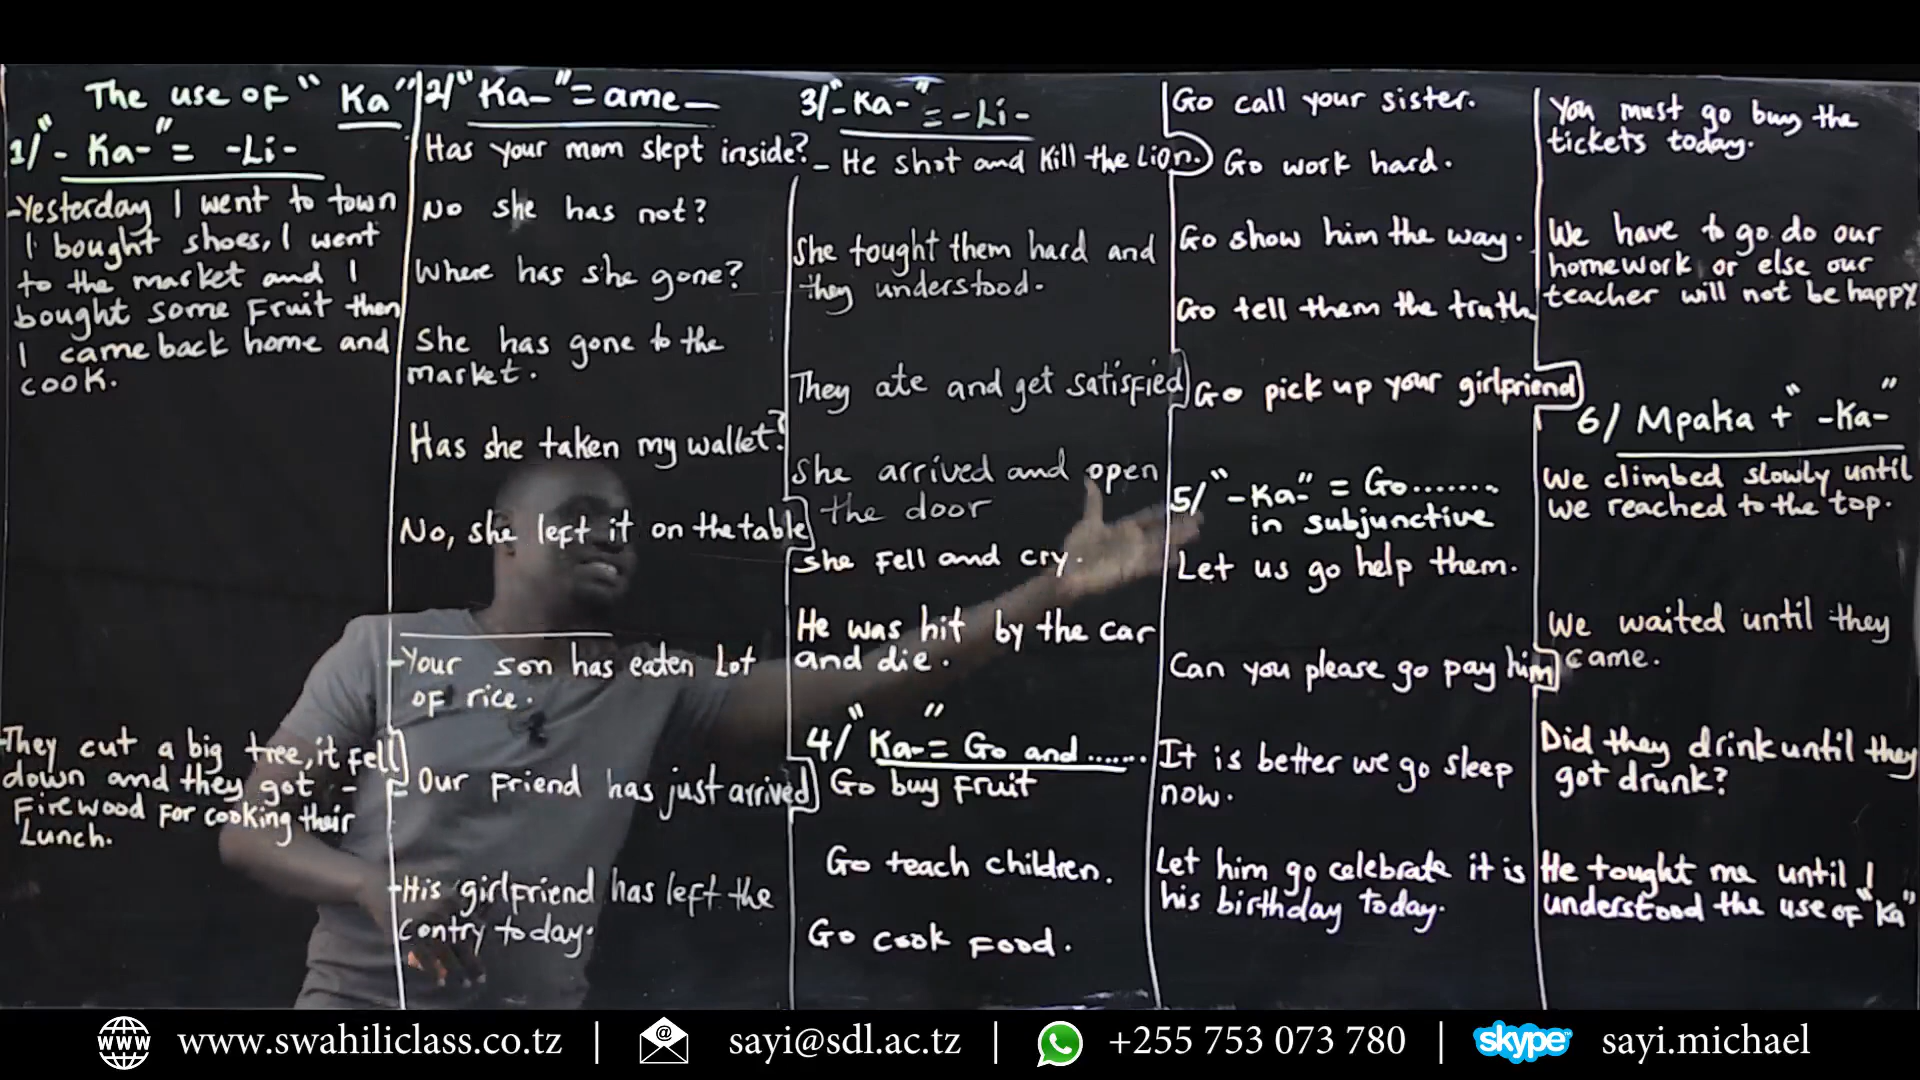 The use of "Ka"
1/"-Ka-" = -Li-
-Yesterday I went to town
I bought shoes, I went
to the market and I
bought some Fruit then
I came back home and
cook.
-They cut a big tree, it fell
down and they got -
Firewood for cooking their
Lunch.
2/"Ka-" = ame-
Has your mom slept inside?
No she has not?
Where has she gone?
She has gone to the
market.
Has she taken my wallet?
No, she left it on the table
-Your son has eaten Lot
of rice.
-Our Friend has just arrived
-His girlfriend has left the
contry today.
3/"-Ka-" = -Li-
- He shot and kill the Lion.
She tought them hard and
they understood.
They ate and get satisfied
She arrived and open
the door
She fell and cry.
He was hit by the car
and die.
4/"Ka-" = Go and ......
Go buy fruit
Go teach children.
Go cook Food.
Go call your sister.
Go work hard.
Go show him the way.
Go tell them the truth.
Go pick up your girlfriend
5/"-Ka-" = Go........
in subjunctive
Let us go help them.
Can you please go pay him
It is better we go sleep
now.
Let him go celebrate it is
his birthday today.
You must go buy the
tickets today.
We have to go do our
homework or else our
teacher will not be happy
6/ Mpaka + "-Ka-"
We climbed slowly until
we reached to the top.
We waited until they
came.
Did they drink until they
got drunk?
He tought me until I
understood the use of "Ka"
WWW www.swahiliclass.co.tz | @ sayi@sdl.ac.tz | +255 753 073 780 | skype sayi.michael